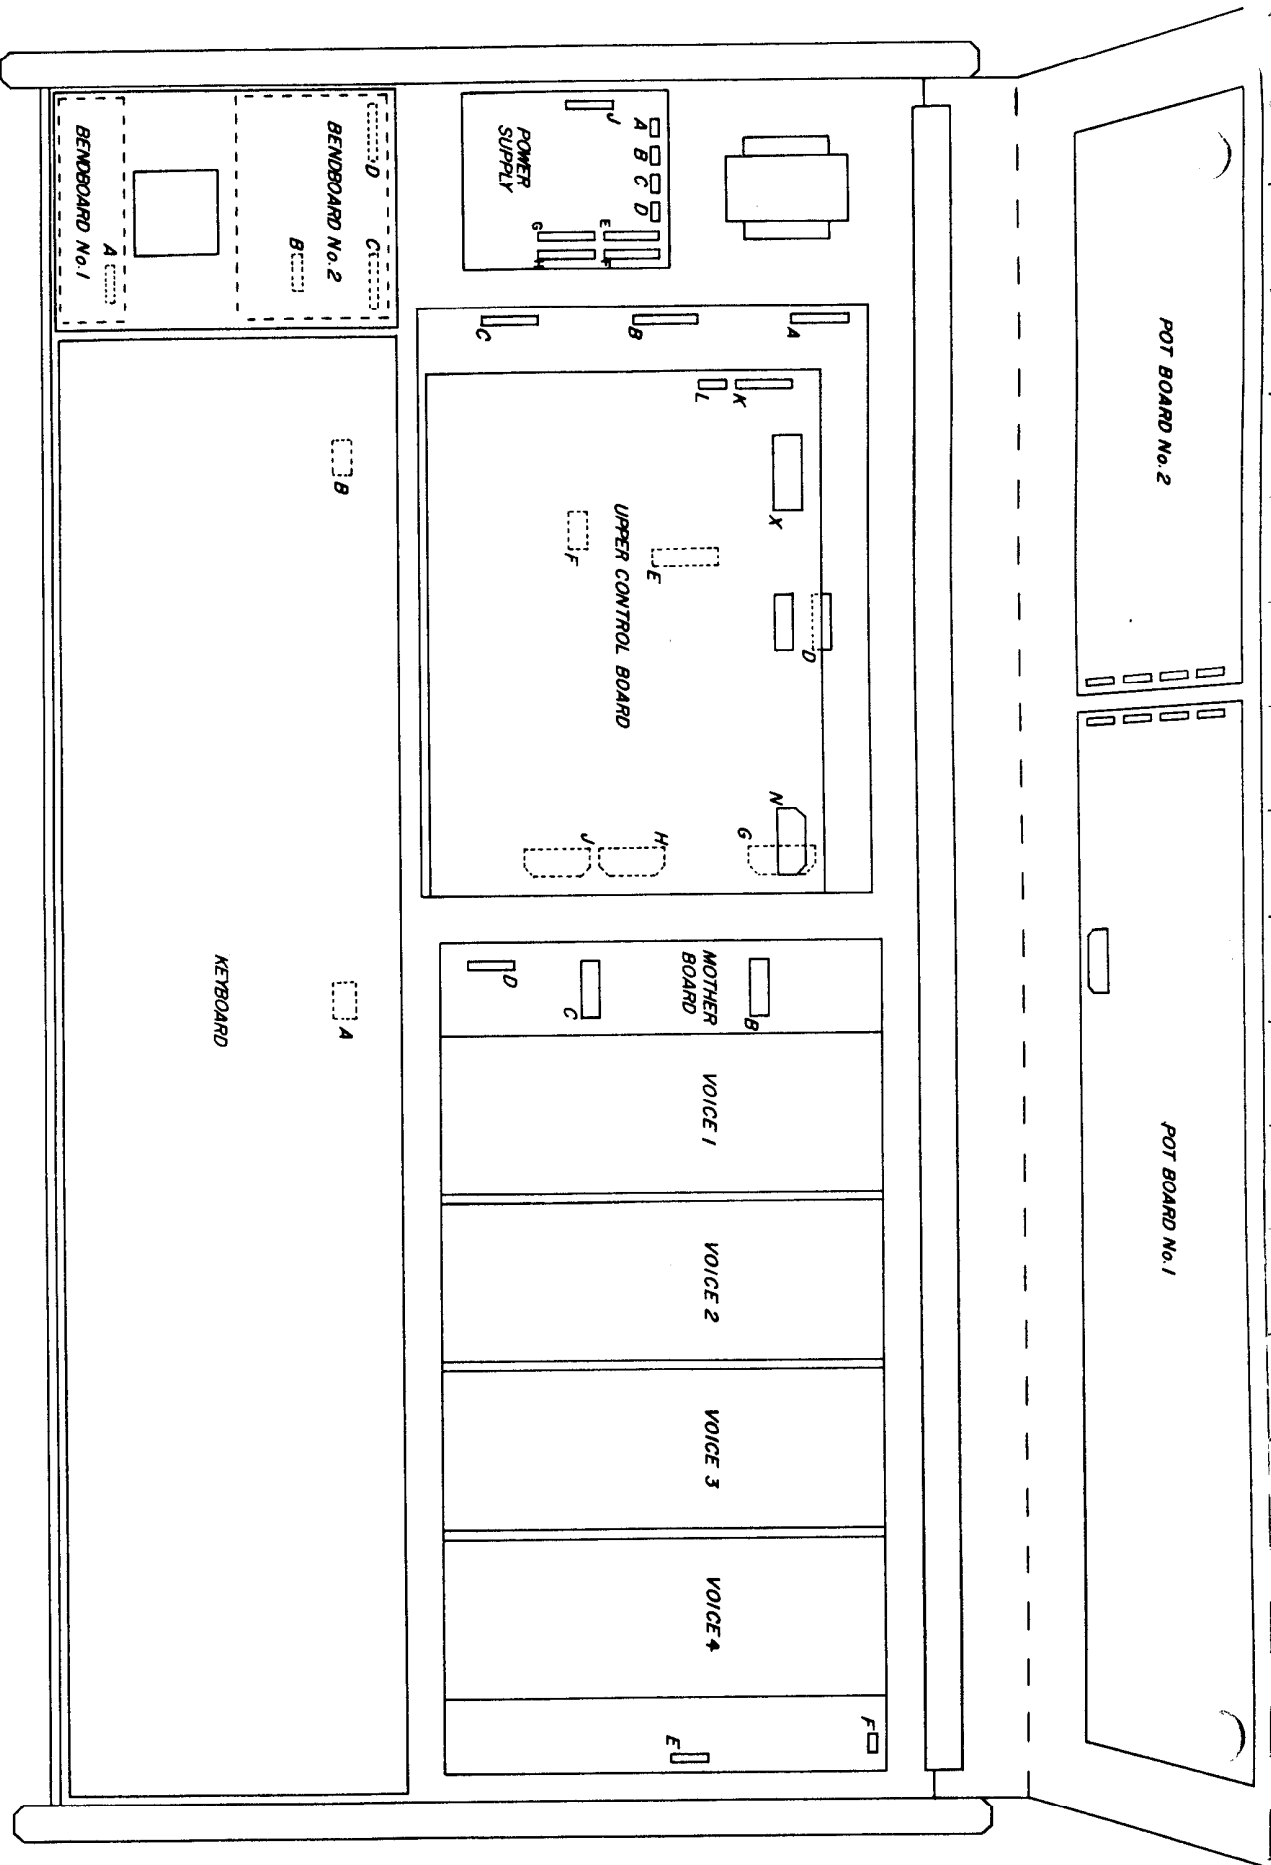 POT BOARD No.2
POT BOARD No.1
POWER
SUPPLY
J
A
B
C
D
E
F
G
H
A
B
C
K
L
X
D
E
F
UPPER CONTROL BOARD
N
G
H
J
MOTHER
BOARD
B
C
D
VOICE 1
VOICE 2
VOICE 3
VOICE 4
F
E
BENDBOARD No.2
D
C
B
BENDBOARD No.1
A
B
A
KEYBOARD